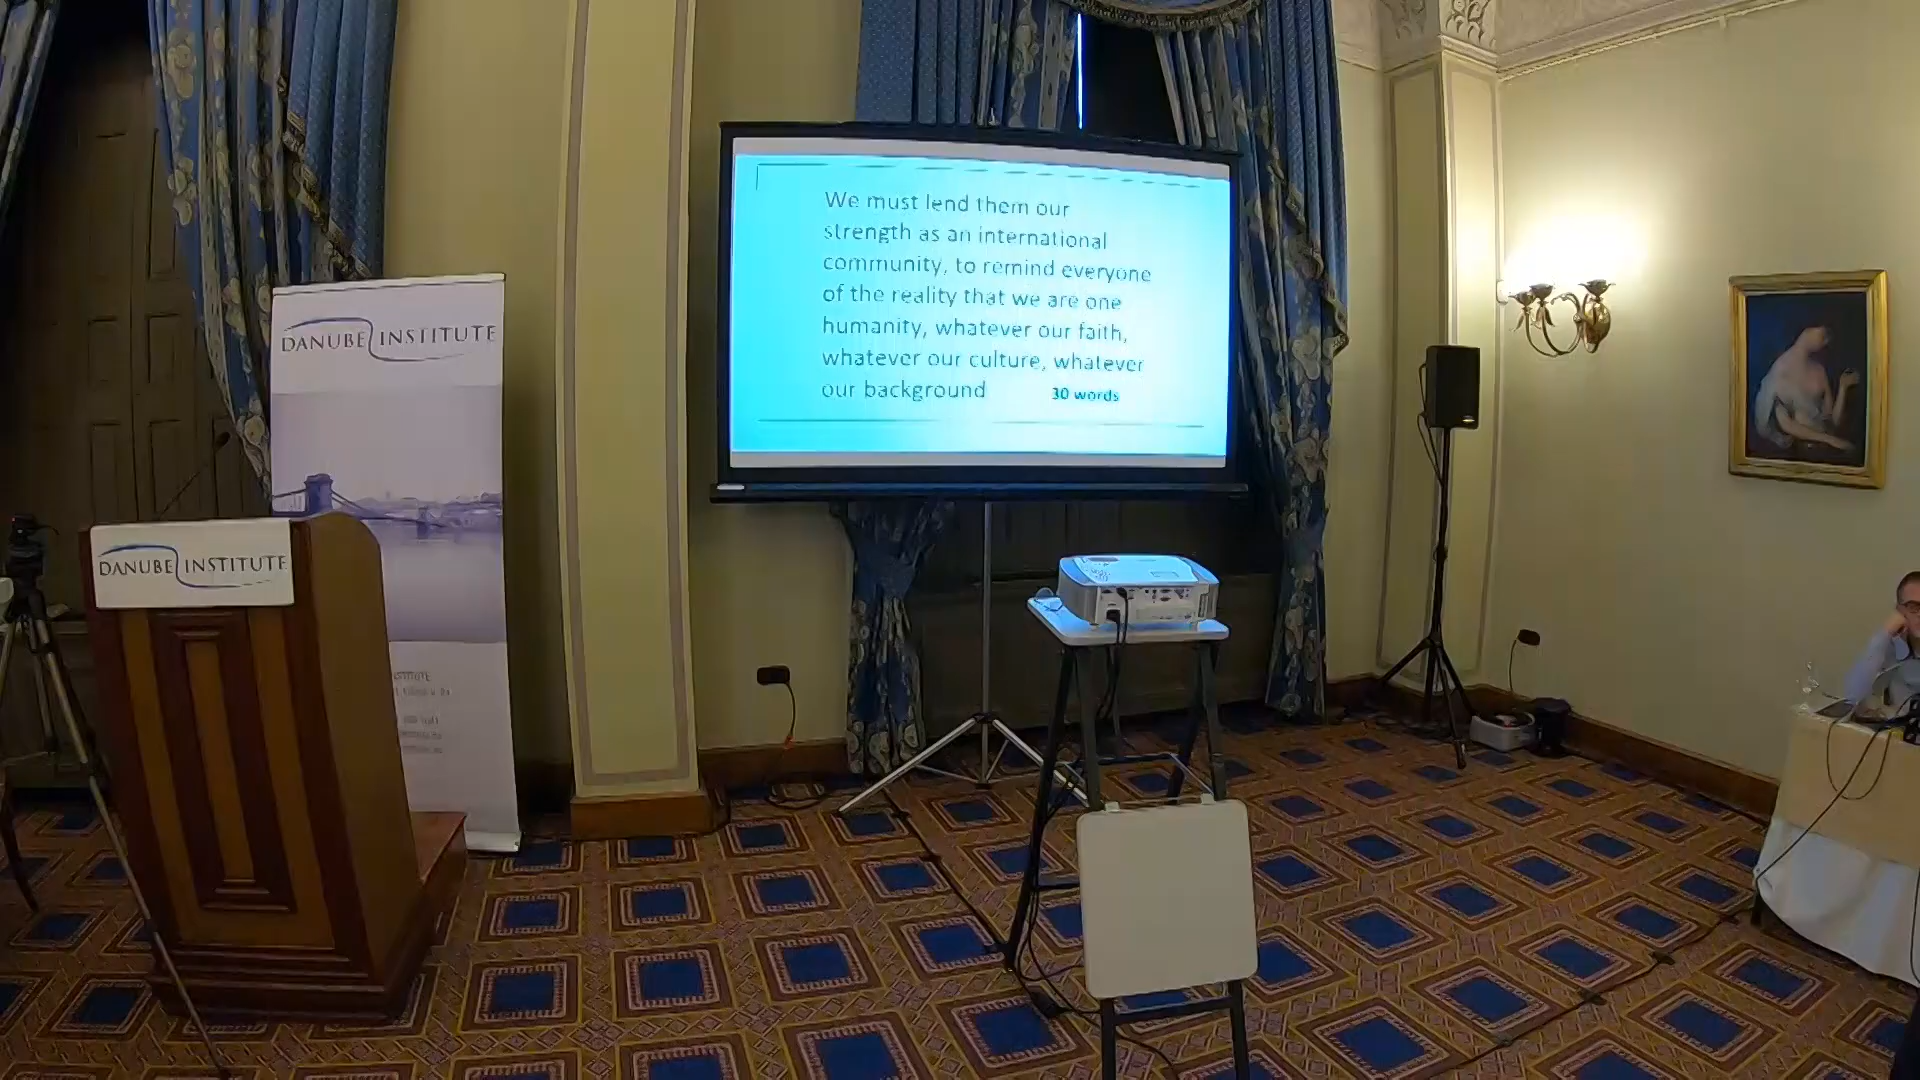 DANUBE INSTITUTE
DANUBE INSTITUTE
We must lend them our
strength as an international
community, to remind everyone
of the reality that we are one
humanity, whatever our faith,
whatever our culture, whatever
our background 30 words